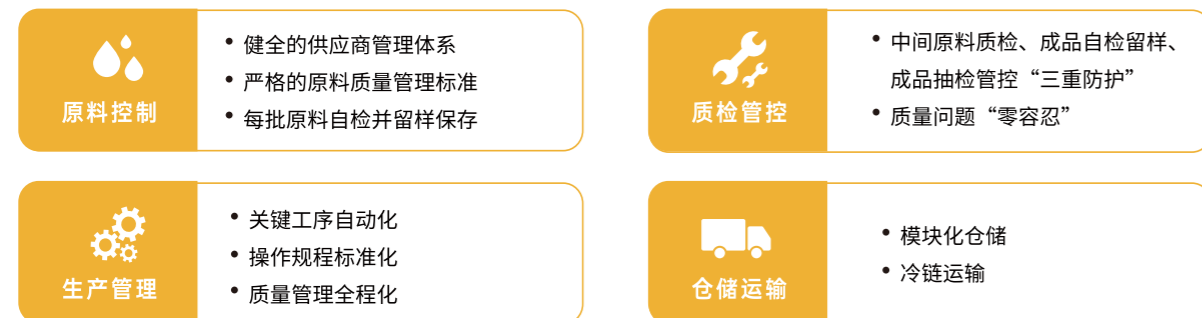 原料控制
• 健全的供应商管理体系
• 严格的原料质量管理标准
• 每批原料自检并留样保存
质检管控
• 中间原料质检、成品自检留样、
成品抽检管控“三重防护”
• 质量问题“零容忍”
生产管理
• 关键工序自动化
• 操作规程标准化
• 质量管理全程化
仓储运输
• 模块化仓储
• 冷链运输